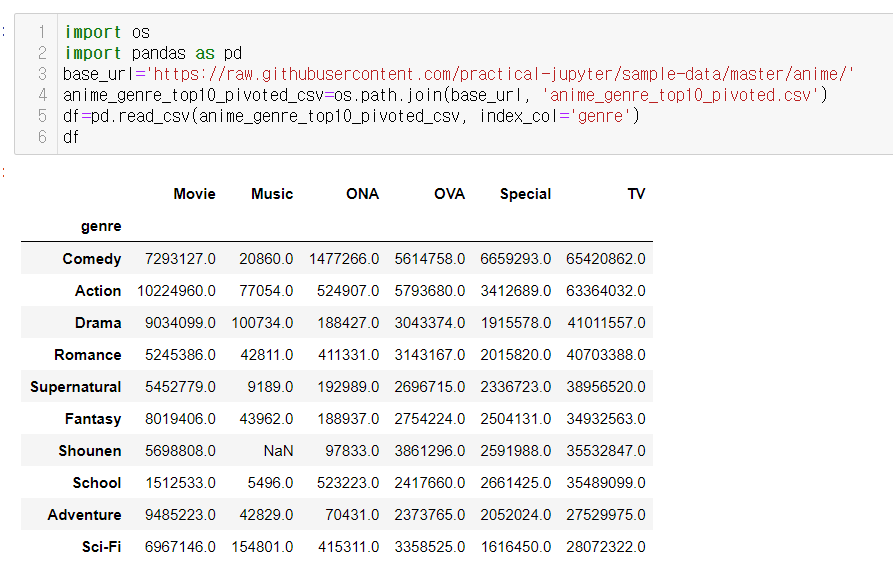 :
1 import os
2 import pandas as pd
3 base_url='https://raw.githubusercontent.com/practical-jupyter/sample-data/master/anime/'
4 anime_genre_top10_pivoted_csv=os.path.join(base_url, 'anime_genre_top10_pivoted.csv')
5 df=pd.read_csv(anime_genre_top10_pivoted_csv, index_col='genre')
6 df
:
Movie Music ONA OVA Special TV
genre
Comedy 7293127.0 20860.0 1477266.0 5614758.0 6659293.0 65420862.0
Action 10224960.0 77054.0 524907.0 5793680.0 3412689.0 63364032.0
Drama 9034099.0 100734.0 188427.0 3043374.0 1915578.0 41011557.0
Romance 5245386.0 42811.0 411331.0 3143167.0 2015820.0 40703388.0
Supernatural 5452779.0 9189.0 192989.0 2696715.0 2336723.0 38956520.0
Fantasy 8019406.0 43962.0 188937.0 2754224.0 2504131.0 34932563.0
Shounen 5698808.0 NaN 97833.0 3861296.0 2591988.0 35532847.0
School 1512533.0 5496.0 523223.0 2417660.0 2661425.0 35489099.0
Adventure 9485223.0 42829.0 70431.0 2373765.0 2052024.0 27529975.0
Sci-Fi 6967146.0 154801.0 415311.0 3358525.0 1616450.0 28072322.0